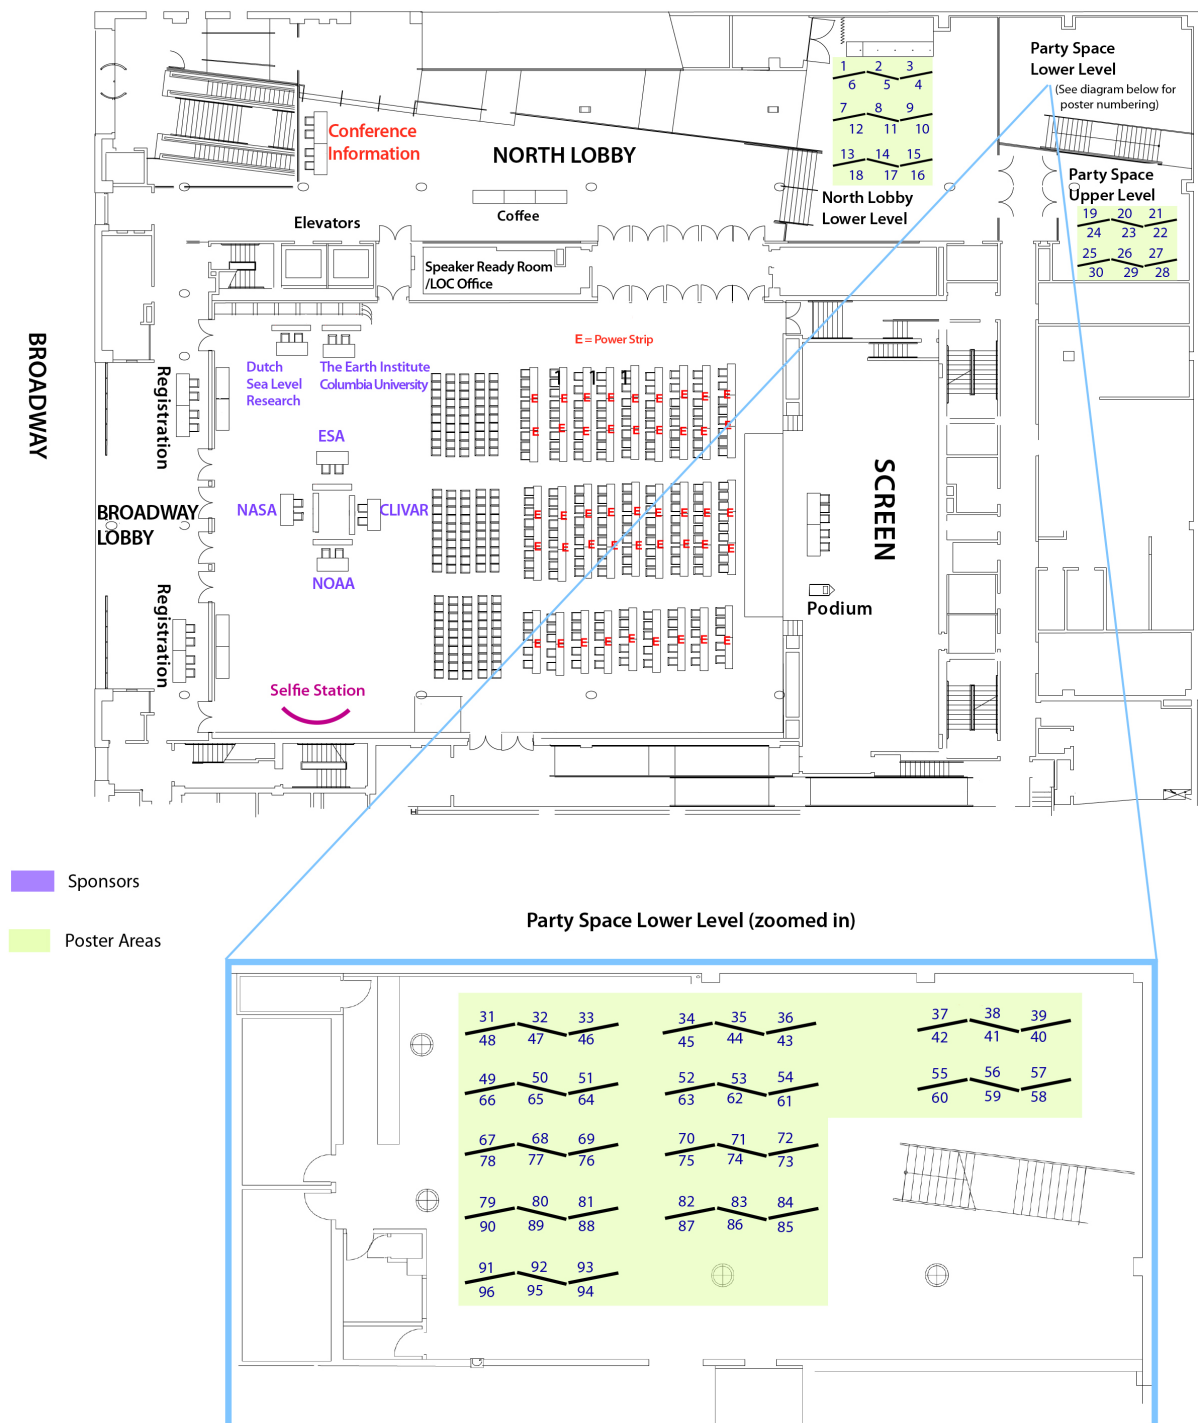 Party Space
Lower Level
(See diagram below for
poster numbering)
1 2 3
6 5 4
7 8 9
12 11 10
13 14 15
18 17 16
Conference
Information
NORTH LOBBY
North Lobby
Lower Level
Party Space
Upper Level
19 20 21
24 23 22
25 26 27
30 29 28
Coffee
Elevators
Speaker Ready Room
/LOC Office
E = Power Strip
BROADWAY
Registration
Dutch
Sea Level
Research
The Earth Institute
Columbia University
1 1 1
E E E E E E E E
E E E E E E E E E
ESA
NASA
CLIVAR
NOAA
BROADWAY
LOBBY
E E E E E E E E E
E E E E E E E E E
SCREEN
Podium
Registration
E E E E E E E E E
Selfie Station
Sponsors
Poster Areas
Party Space Lower Level (zoomed in)
31 32 33 34 35 36 37 38 39
48 47 46 45 44 43 42 41 40
49 50 51 52 53 54 55 56 57
66 65 64 63 62 61 60 59 58
67 68 69 70 71 72
78 77 76 75 74 73
79 80 81 82 83 84
90 89 88 87 86 85
91 92 93
96 95 94